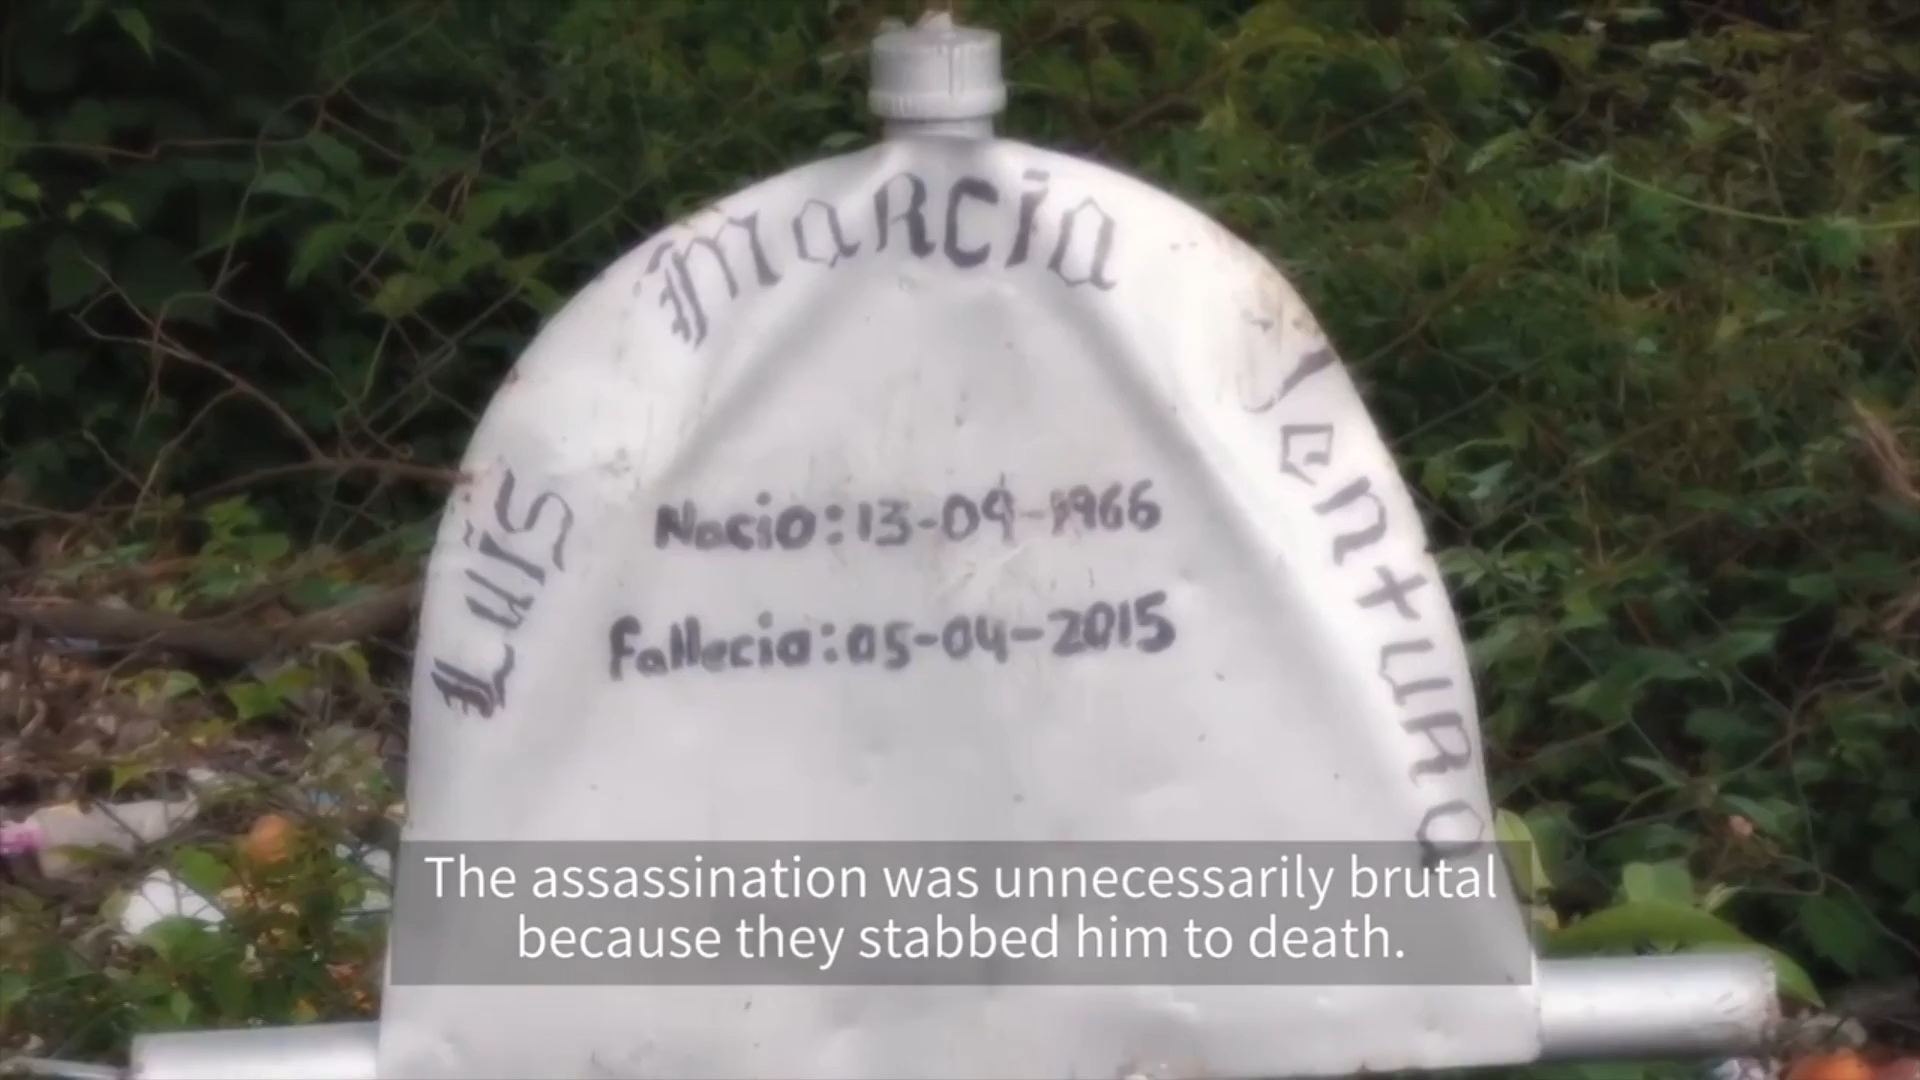 Luis Marcia Ventura
Nacio: 13-09-1966
Fallecio: 05-04-2015
The assassination was unnecessarily brutal
because they stabbed him to death.